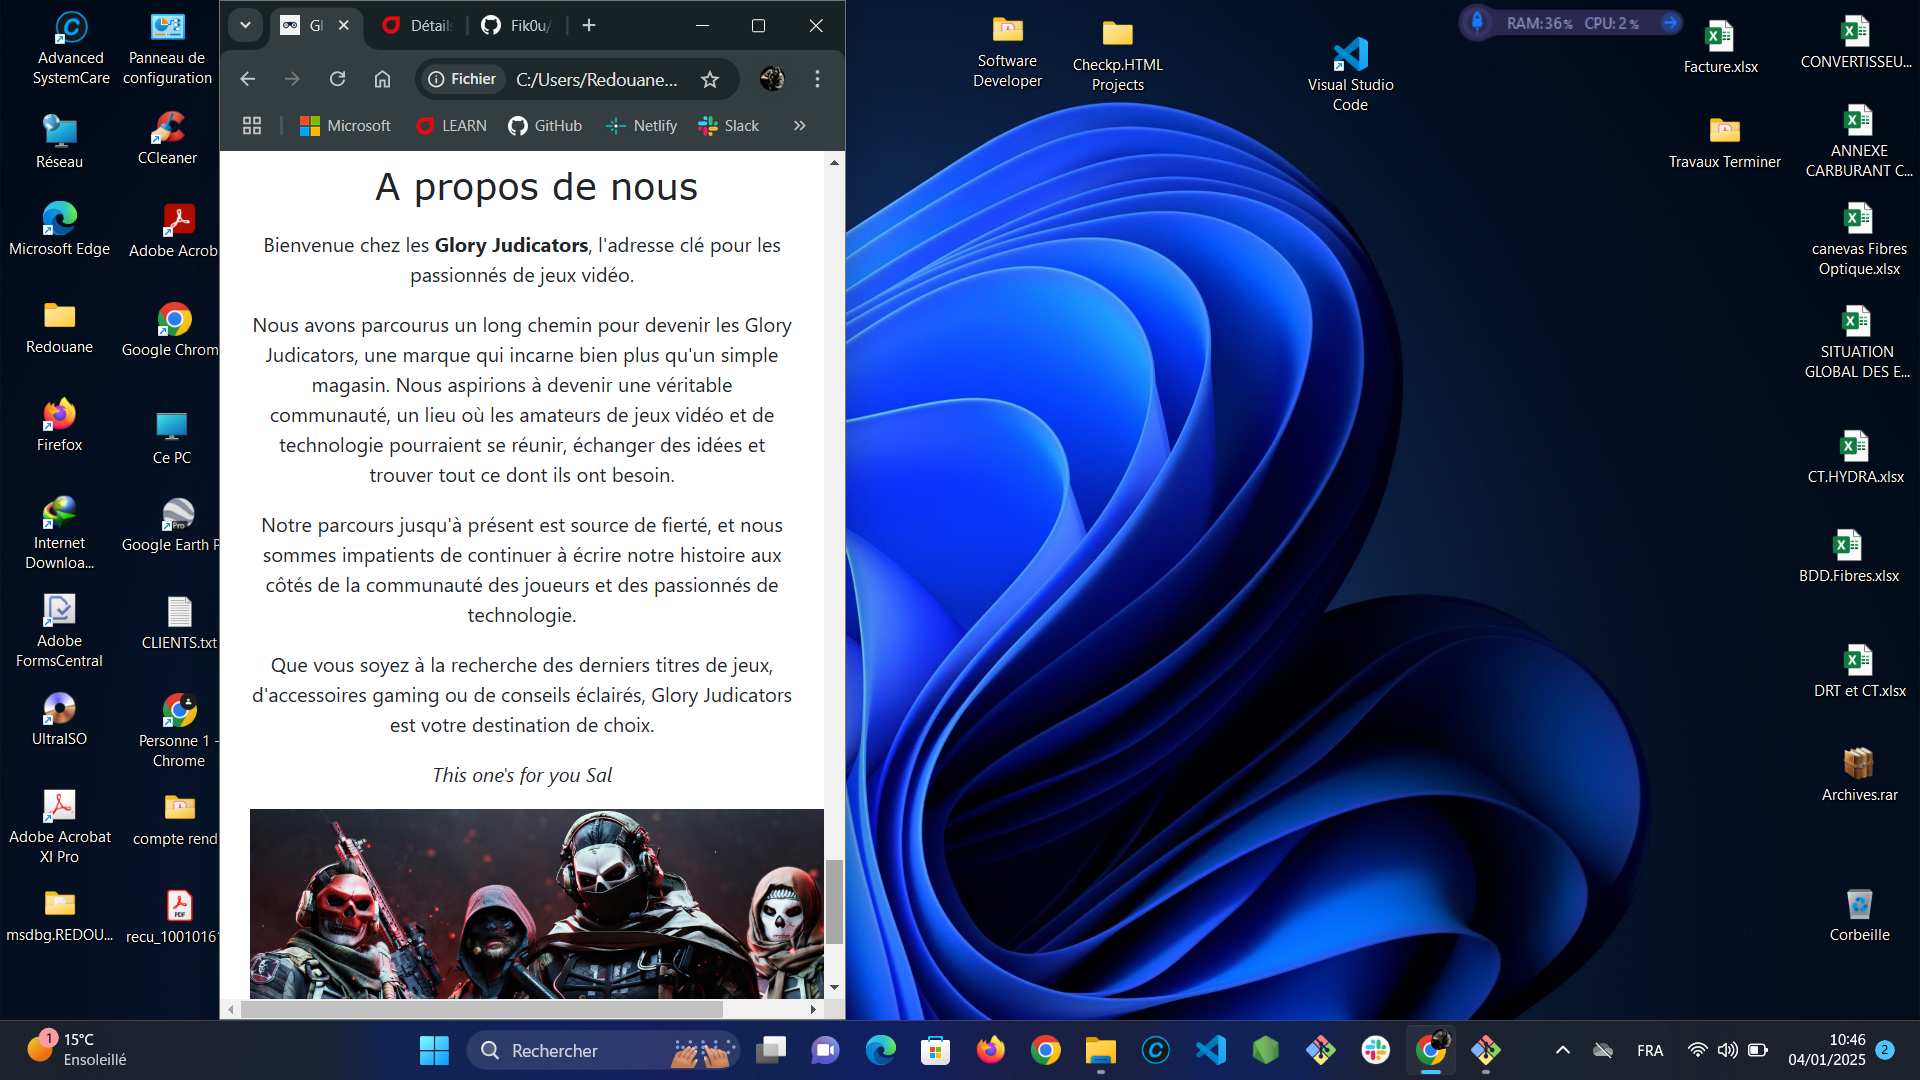 Advanced
SystemCare
Panneau de
configuration
Réseau
CCleaner
Microsoft Edge
Adobe Acrob
Redouane
Google Chrom
Firefox
Ce PC
Internet
Downloa...
Google Earth P
Adobe
FormsCentral
CLIENTS.txt
UltraISO
Personne 1 -
Chrome
Adobe Acrobat
XI Pro
compte rend
msdbg.REDOU...
recu_1001016
Gl
Détails
Fik0u/
Fichier
C:/Users/Redouane...
Microsoft
LEARN
GitHub
Netlify
Slack
A propos de nous
Bienvenue chez les Glory Judicators, l'adresse clé pour les
passionnés de jeux vidéo.
Nous avons parcourus un long chemin pour devenir les Glory
Judicators, une marque qui incarne bien plus qu'un simple
magasin. Nous aspirions à devenir une véritable
communauté, un lieu où les amateurs de jeux vidéo et de
technologie pourraient se réunir, échanger des idées et
trouver tout ce dont ils ont besoin.
Notre parcours jusqu'à présent est source de fierté, et nous
sommes impatients de continuer à écrire notre histoire aux
côtés de la communauté des joueurs et des passionnés de
technologie.
Que vous soyez à la recherche des derniers titres de jeux,
d'accessoires gaming ou de conseils éclairés, Glory Judicators
est votre destination de choix.
This one's for you Sal
Software
Developer
Checkp.HTML
Projects
Visual Studio
Code
RAM:36% CPU:2%
Facture.xlsx
CONVERTISSEU...
Travaux Terminer
ANNEXE
CARBURANT C...
canevas Fibres
Optique.xlsx
SITUATION
GLOBAL DES E...
CT.HYDRA.xlsx
BDD.Fibres.xlsx
DRT et CT.xlsx
Archives.rar
Corbeille
1
15°C
Ensoleillé
Rechercher
FRA
10:46
04/01/2025
2